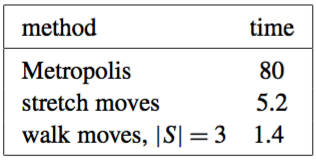 method time
Metropolis 80
stretch moves 5.2
walk moves, |S| = 3 1.4